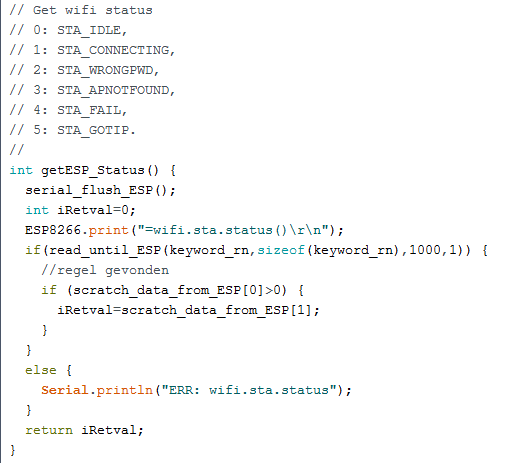 // Get wifi status
// 0: STA_IDLE,
// 1: STA_CONNECTING,
// 2: STA_WRONGPWD,
// 3: STA_APNOTFOUND,
// 4: STA_FAIL,
// 5: STA_GOTIP.
//
int getESP_Status() {
  serial_flush_ESP();
  int iRetval=0;
  ESP8266.print("=wifi.sta.status()\r\n");
  if(read_until_ESP(keyword_rn,sizeof(keyword_rn),1000,1)) {
    //regel gevonden
    if (scratch_data_from_ESP[0]>0) {
      iRetval=scratch_data_from_ESP[1];
    }
  }
  else {
    Serial.println("ERR: wifi.sta.status");
  }
  return iRetval;
}